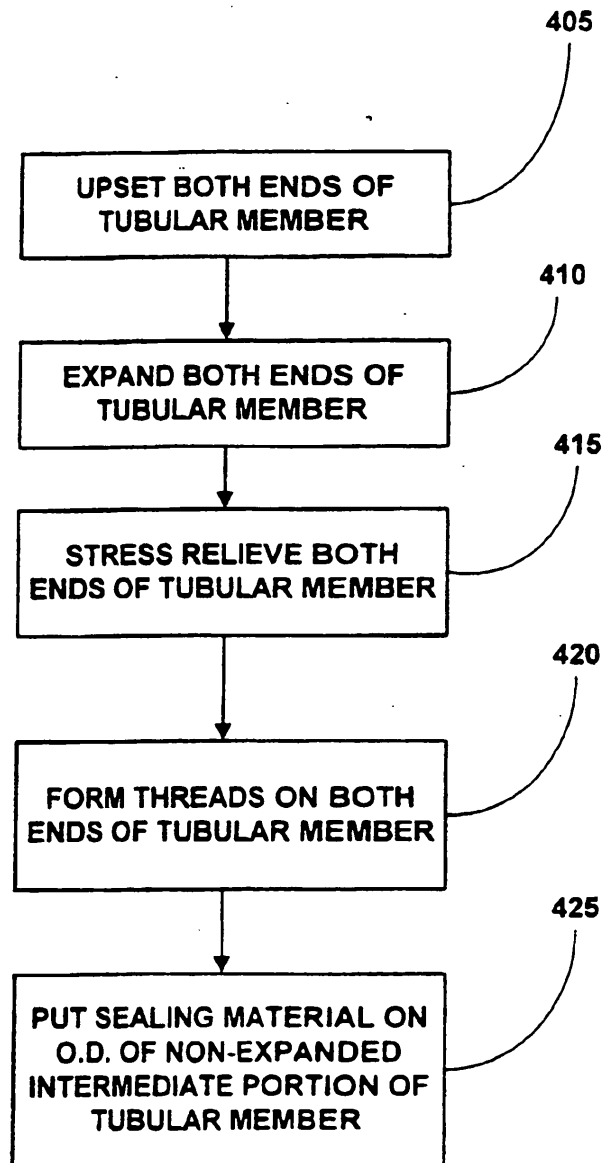 405
UPSET BOTH ENDS OF
TUBULAR MEMBER
410
EXPAND BOTH ENDS OF
TUBULAR MEMBER
415
STRESS RELIEVE BOTH
ENDS OF TUBULAR MEMBER
420
FORM THREADS ON BOTH
ENDS OF TUBULAR MEMBER
425
PUT SEALING MATERIAL ON
O.D. OF NON-EXPANDED
INTERMEDIATE PORTION OF
TUBULAR MEMBER